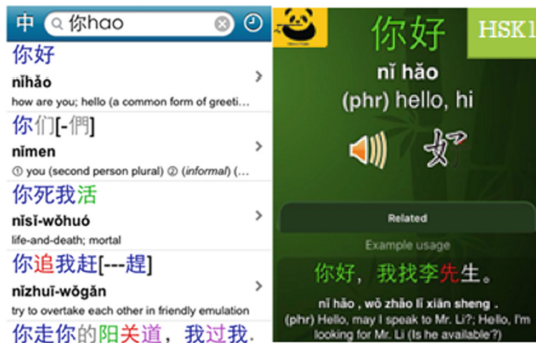 中 你hao
你好
nǐhǎo
how are you; hello (a common form of greeti...
你们[-們]
nǐmen
① you (second person plural) ② (informal) (...
你死我活
nǐsǐ-wǒhuó
life-and-death; mortal
你追我赶[---趕]
nǐzhuī-wǒgǎn
try to overtake each other in friendly emulation
你走你的阳关道，我过我.
HSK1
你好
nǐ hǎo
(phr) hello, hi
好
Related
Example usage
你好，我找李先生。
nǐ hǎo , wǒ zhǎo lǐ xiān sheng .
(phr) Hello, may I speak to Mr. Li?; Hello, I'm
looking for Mr. Li (Is he available?)